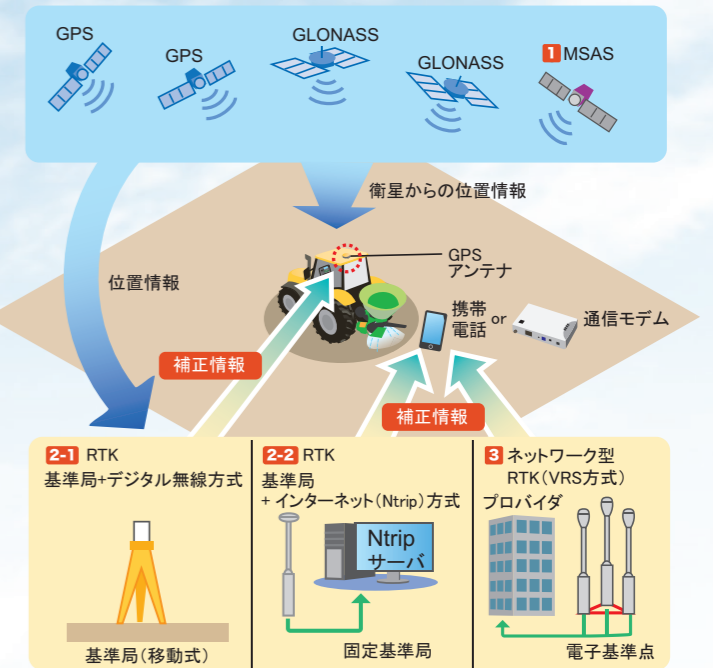 GPS
GPS
GLONASS
GLONASS
1 MSAS
衛星からの位置情報
位置情報
GPS
アンテナ
携帯
電話 or
通信モデム
補正情報
補正情報
2-1 RTK
基準局+デジタル無線方式
基準局(移動式)
2-2 RTK
基準局
+ インターネット(Ntrip)方式
Ntrip
サーバ
固定基準局
3 ネットワーク型
RTK(VRS方式)
プロバイダ
電子基準点